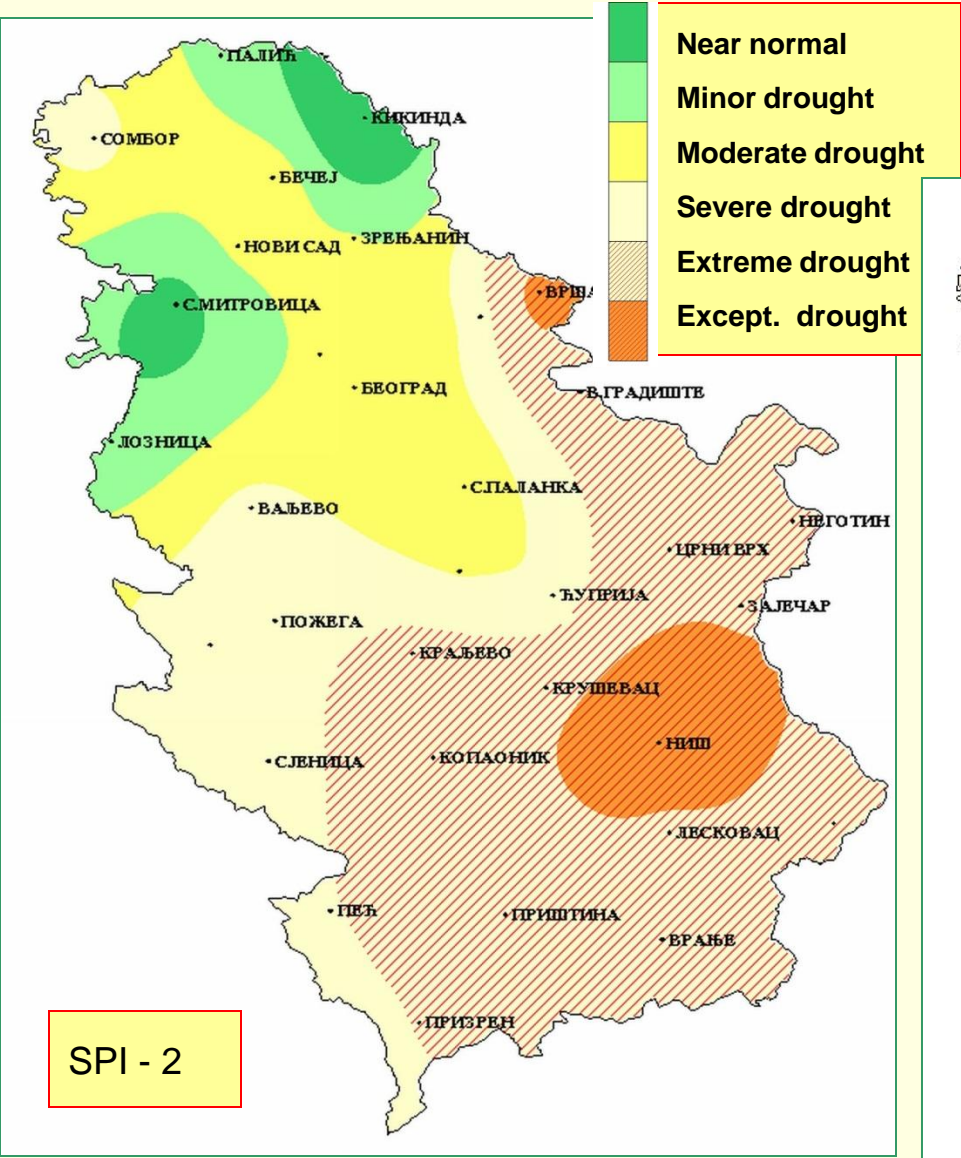 Near normal
Minor drought
Moderate drought
Severe drought
Extreme drought
Except. drought
ПАЛИЋ
КИКИНДА
СОМБОР
БЕЧЕЈ
НОВИ САД
ЗРЕЊАНИН
ВРША
С.МИТРОВИЦА
БЕОГРАД
В.ГРАДИШТЕ
ЛОЗНИЦА
С.ПАЛАНКА
ВАЉЕВО
НЕГОТИН
ЦРНИ ВРХ
ЋУПРИЈА
ЗАЈЕЧАР
ПОЖЕГА
КРАЉЕВО
КРУШЕВАЦ
НИШ
СЈЕНИЦА
КОПАОНИК
ЛЕСКОВАЦ
ПЕЋ
ПРИШТИНА
ВРАЊЕ
ПРИЗРЕН
SPI - 2